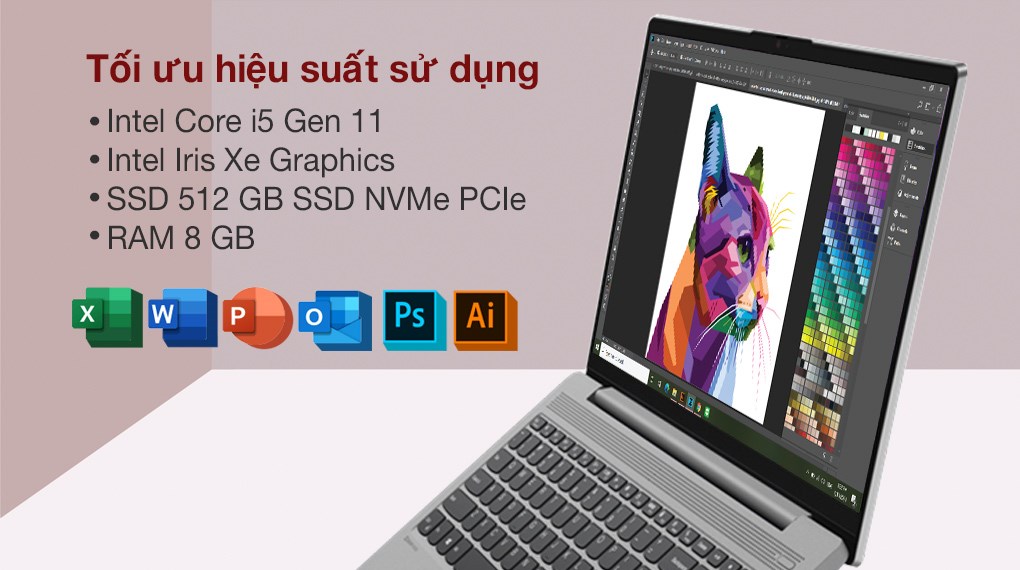 Tối ưu hiệu suất sử dụng
• Intel Core i5 Gen 11
• Intel Iris Xe Graphics
• SSD 512 GB SSD NVMe PCIe
• RAM 8 GB
X W P O Ps Ai